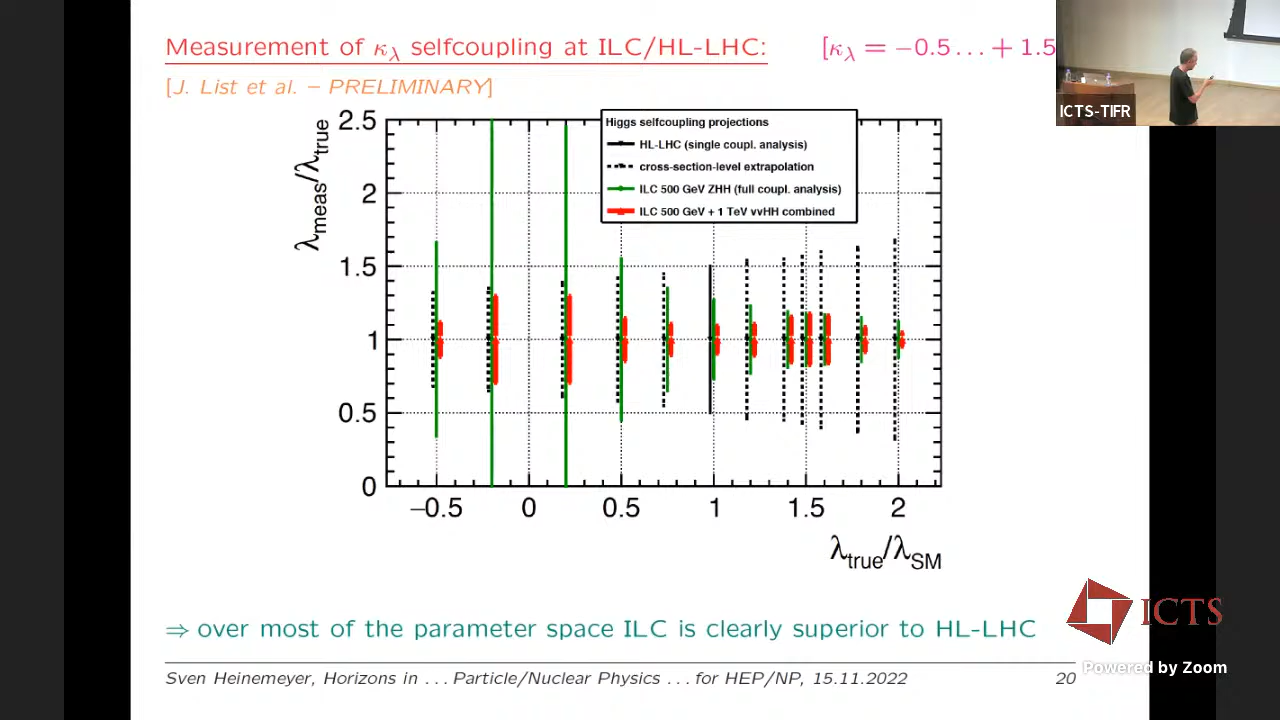 Measurement of κλ selfcoupling at ILC/HL-LHC: [κλ = −0.5 . . . + 1.5
[J. List et al. – PRELIMINARY]
ICTS-TIFR
λmeas/λtrue
2.5
2
1.5
1
0.5
0
Higgs selfcoupling projections
HL-LHC (single coupl. analysis)
cross-section-level extrapolation
ILC 500 GeV ZHH (full coupl. analysis)
ILC 500 GeV + 1 TeV vvHH combined
−0.5 0 0.5 1 1.5 2
λtrue/λSM
⇒ over most of the parameter space ILC is clearly superior to HL-LHC
ICTS
Powered by Zoom
Sven Heinemeyer, Horizons in . . . Particle/Nuclear Physics . . . for HEP/NP, 15.11.2022 20